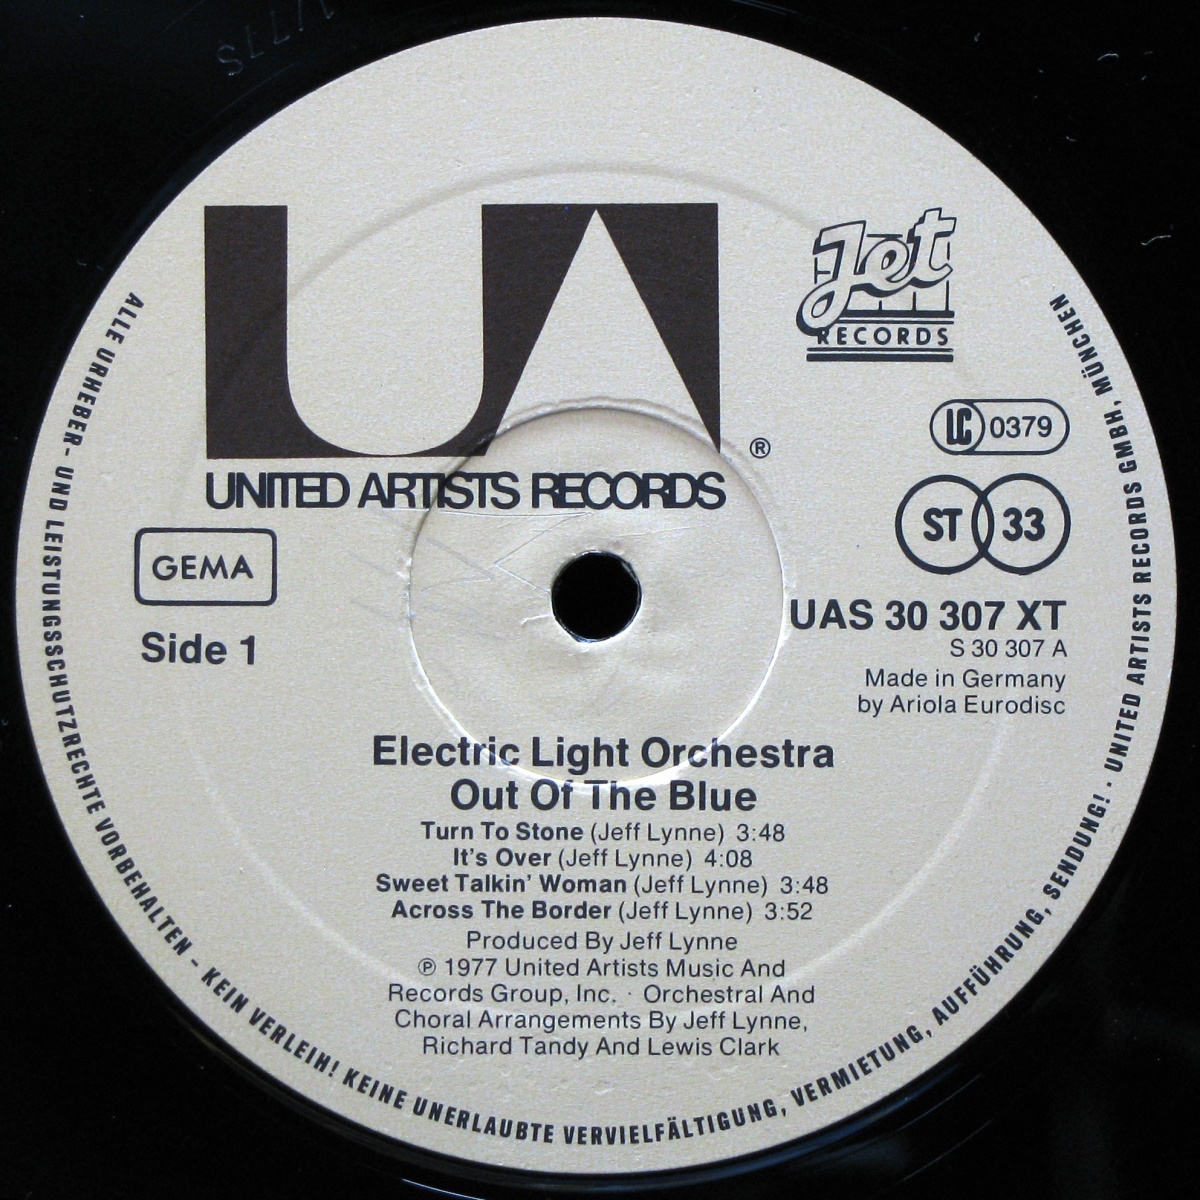 UA
®
UNITED ARTISTS RECORDS
Jet
RECORDS
LC 0379
ST 33
GEMA
Side 1
UAS 30 307 XT
S 30 307 A
Made in Germany
by Ariola Eurodisc
Electric Light Orchestra
Out Of The Blue
Turn To Stone (Jeff Lynne) 3:48
It's Over (Jeff Lynne) 4:08
Sweet Talkin' Woman (Jeff Lynne) 3:48
Across The Border (Jeff Lynne) 3:52
Produced By Jeff Lynne
℗ 1977 United Artists Music And
Records Group, Inc. · Orchestral And
Choral Arrangements By Jeff Lynne,
Richard Tandy And Lewis Clark
ALLE URHEBER- UND LEISTUNGSSCHUTZRECHTE VORBEHALTEN - KEIN VERLEIH! KEINE UNERLAUBTE VERVIELFÄLTIGUNG, VERMIETUNG, AUFFÜHRUNG, SENDUNG! · UNITED ARTISTS RECORDS GMBH, MÜNCHEN